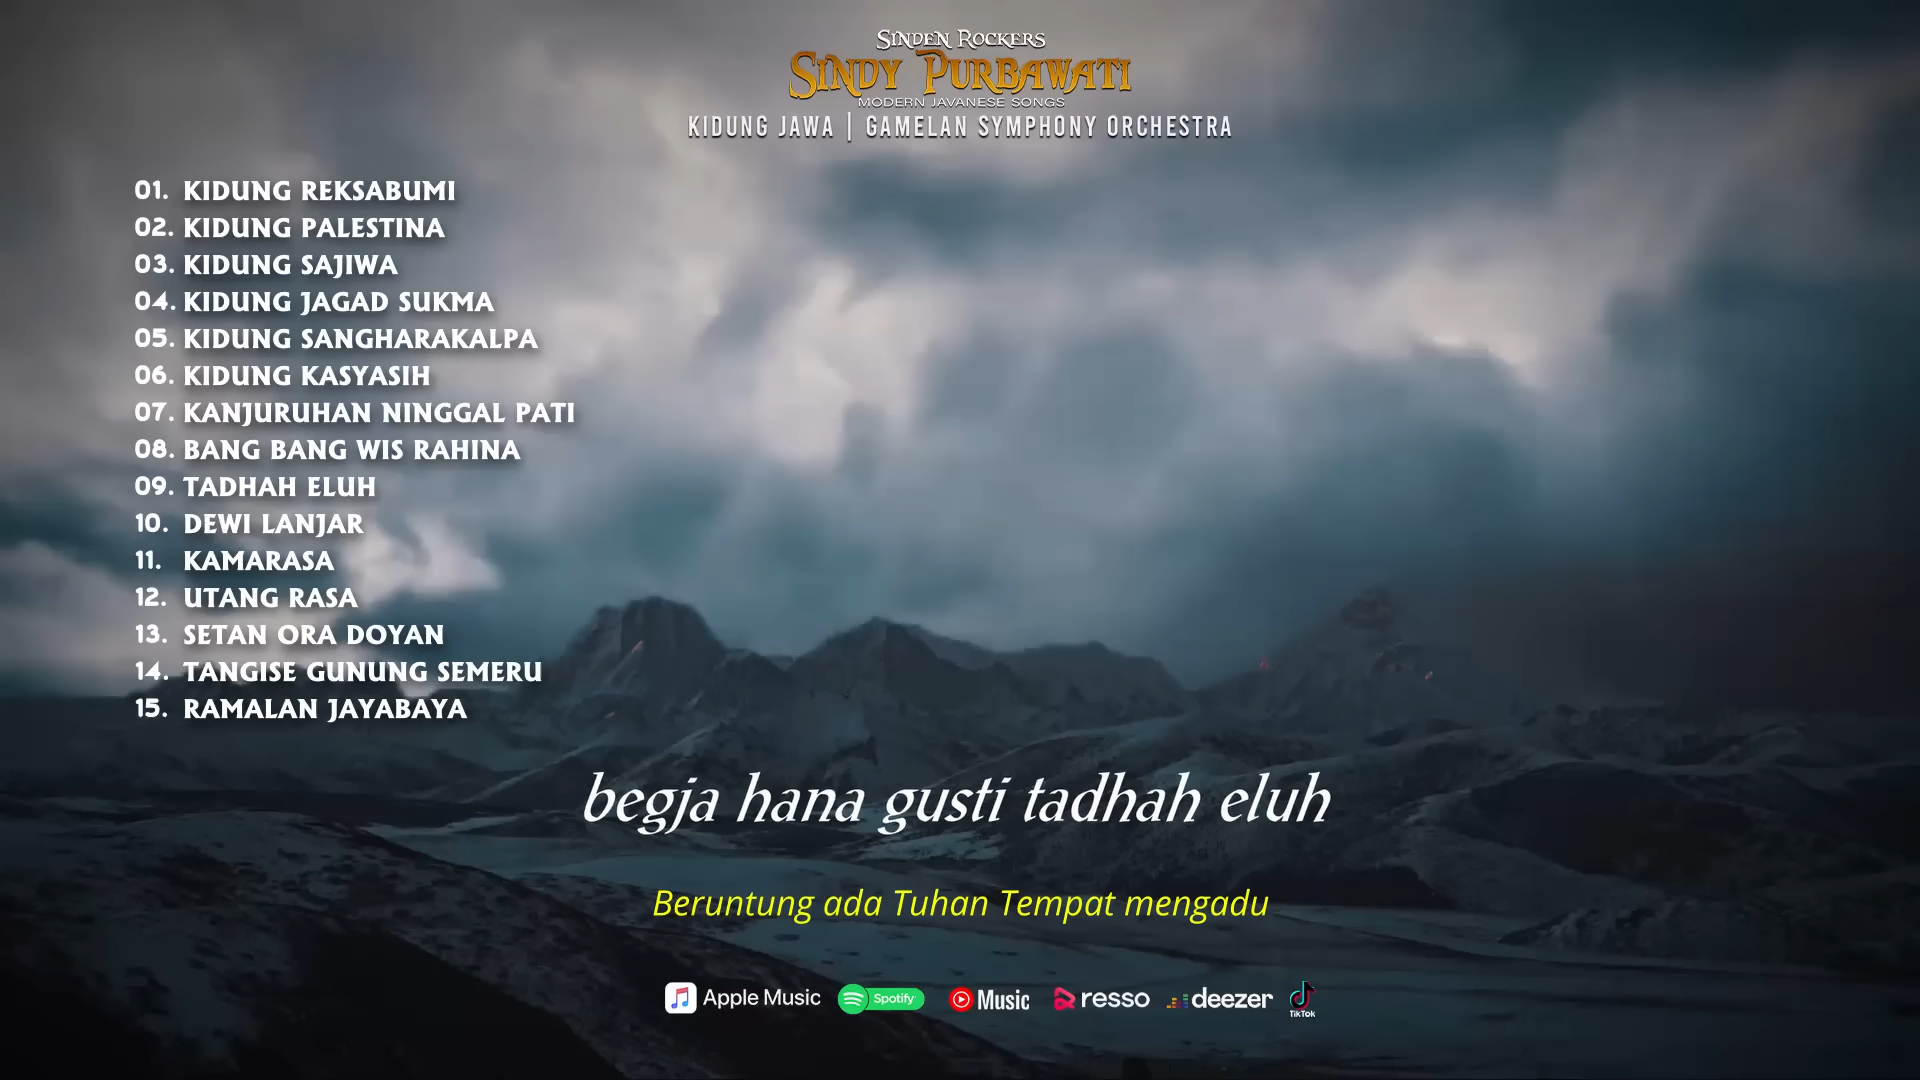 SINDEN ROCKERS
SINDY PURBAWATI
MODERN JAVANESE SONGS
KIDUNG JAWA | GAMELAN SYMPHONY ORCHESTRA
01. KIDUNG REKSABUMI
02. KIDUNG PALESTINA
03. KIDUNG SAJIWA
04. KIDUNG JAGAD SUKMA
05. KIDUNG SANGHARAKALPA
06. KIDUNG KASYASIH
07. KANJURUHAN NINGGAL PATI
08. BANG BANG WIS RAHINA
09. TADHAH ELUH
10. DEWI LANJAR
11. KAMARASA
12. UTANG RASA
13. SETAN ORA DOYAN
14. TANGISE GUNUNG SEMERU
15. RAMALAN JAYABAYA
begja hana gusti tadhah eluh
Beruntung ada Tuhan Tempat mengadu
Apple Music Spotify Music resso deezer TikTok